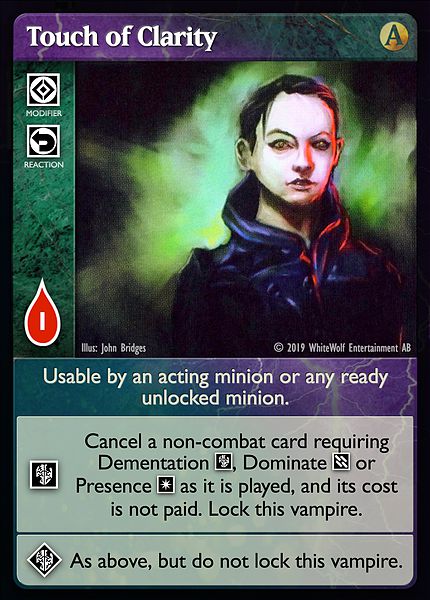 Touch of Clarity
A
MODIFIER
REACTION
1
Illus: John Bridges
© 2019 WhiteWolf Entertainment AB
Usable by an acting minion or any ready
unlocked minion.
Cancel a non-combat card requiring
Dementation , Dominate or
Presence as it is played, and its cost
is not paid. Lock this vampire.
As above, but do not lock this vampire.